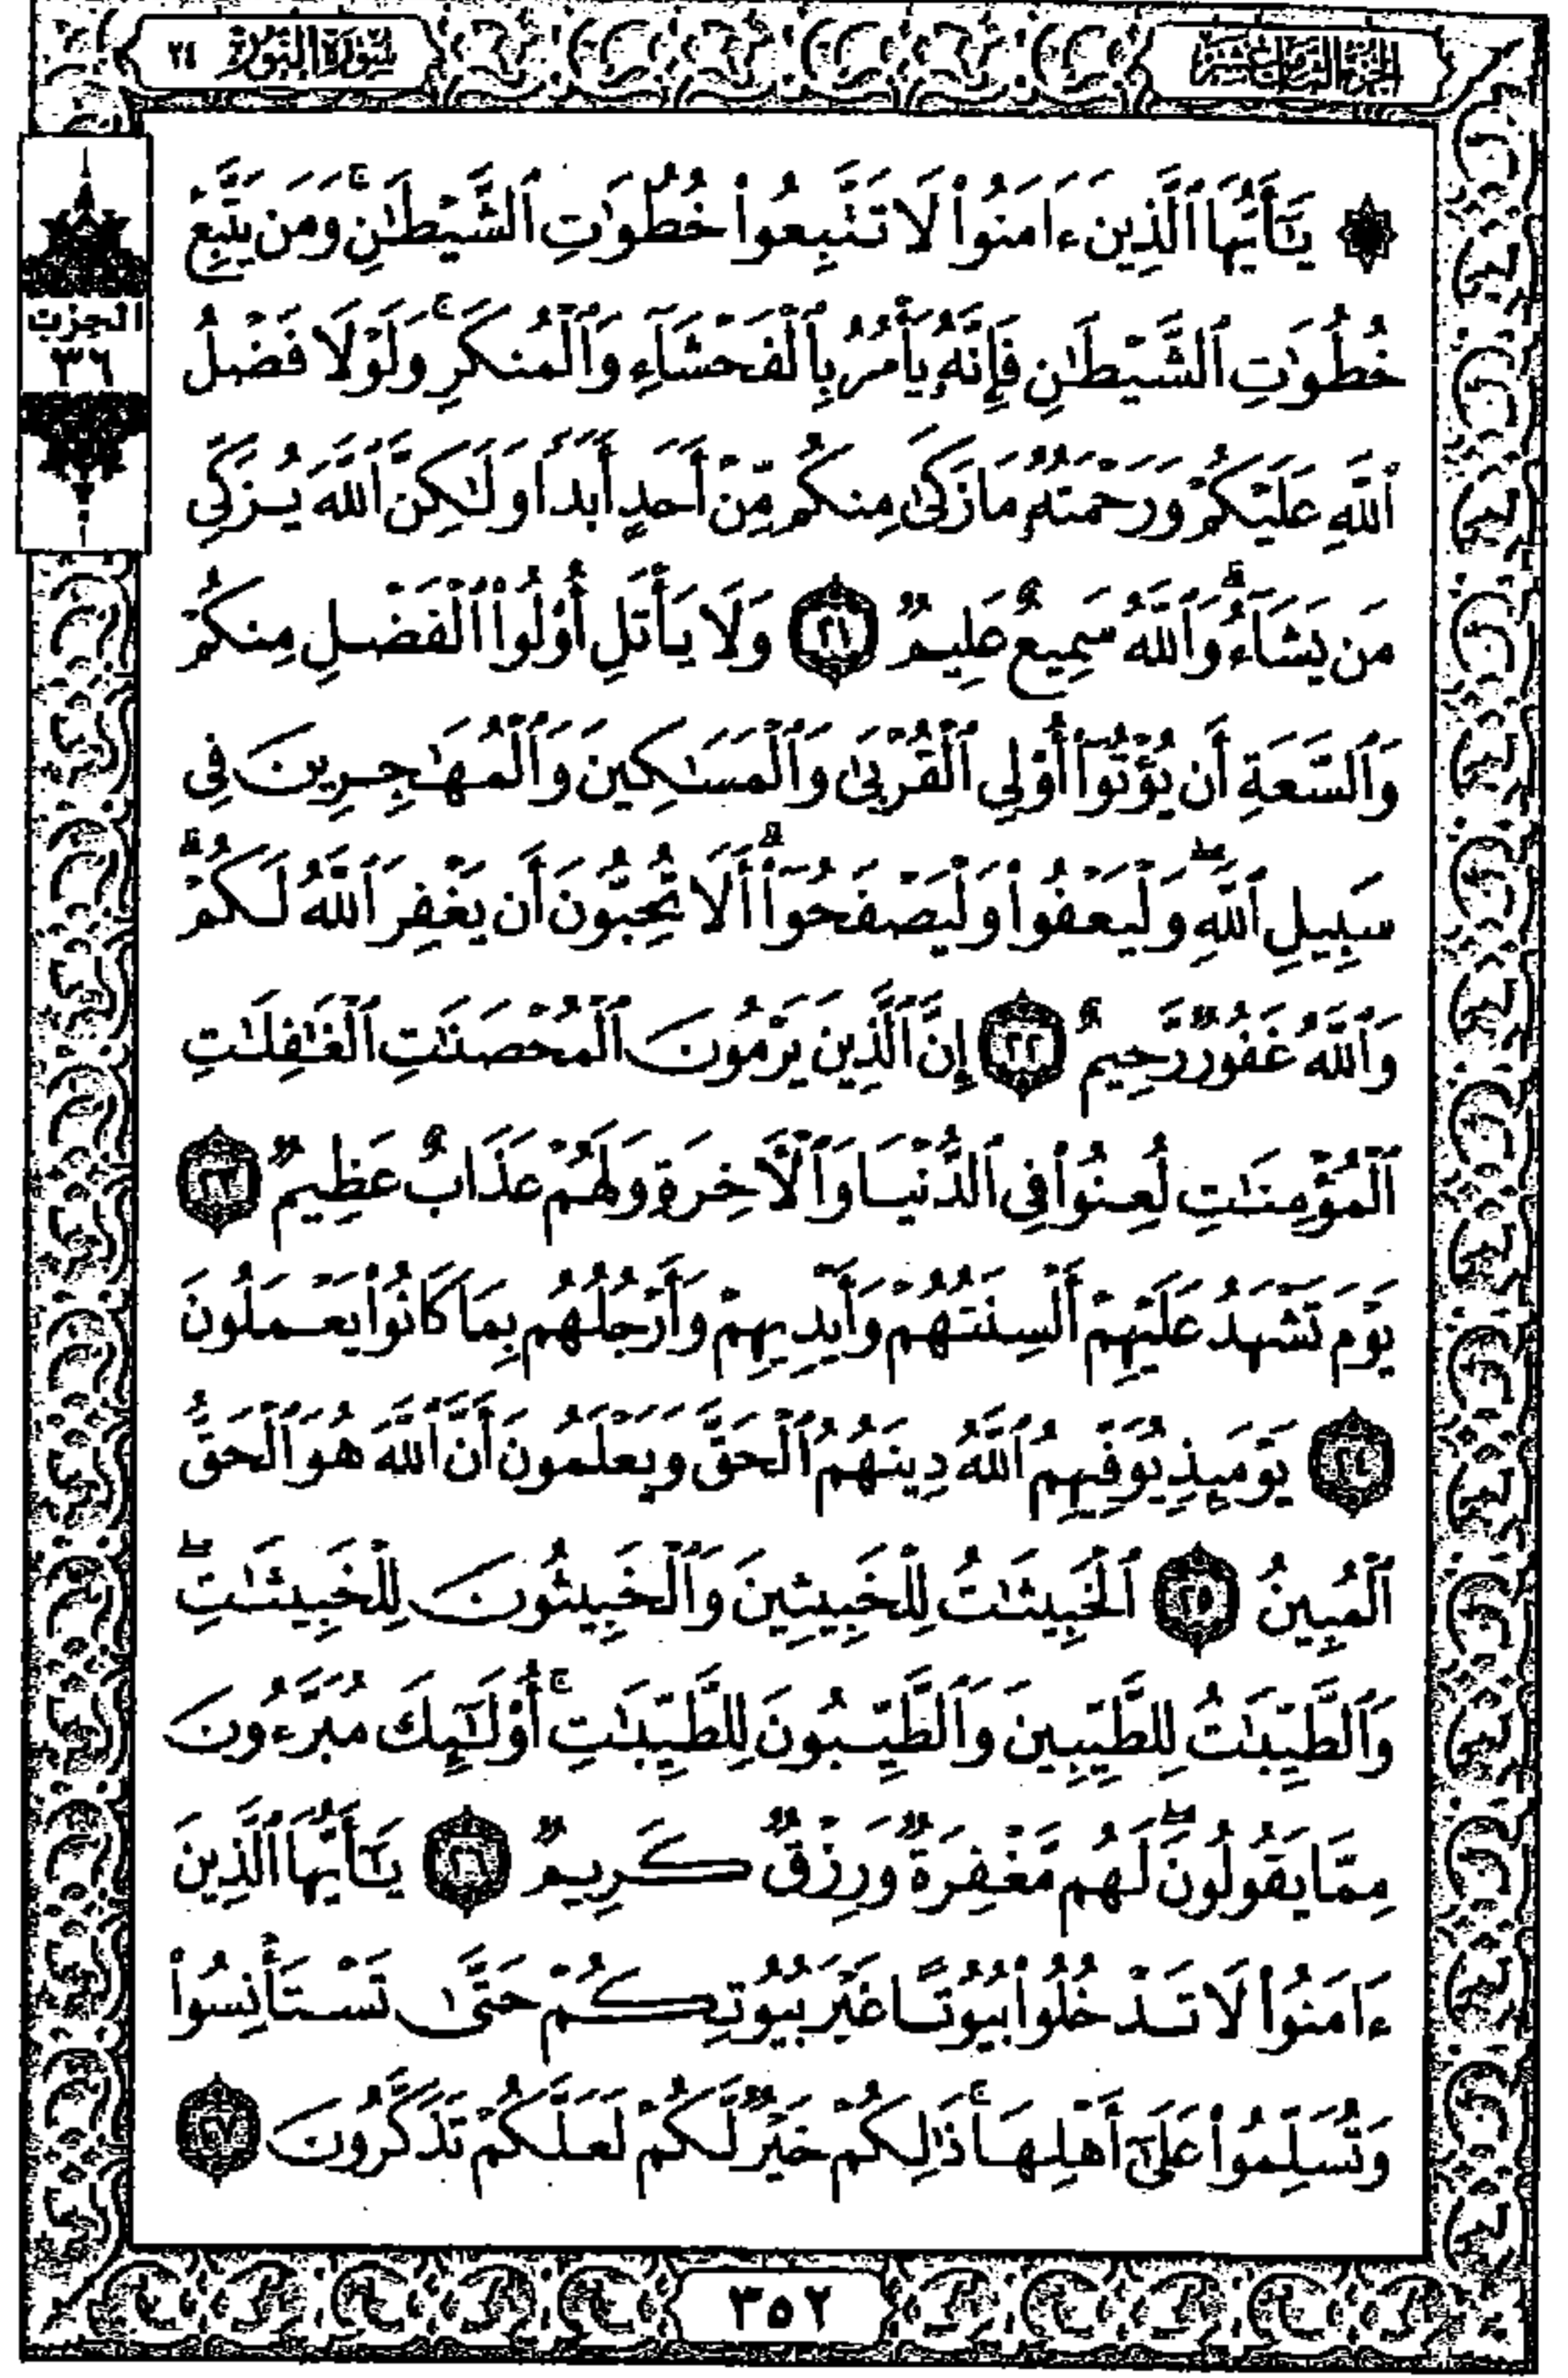 الجزء الثامن عشر
سورة النور ٢٤
الحزب
٣٦
۞ يَٰٓأَيُّهَا ٱلَّذِينَ ءَامَنُوا۟ لَا تَتَّبِعُوا۟ خُطُوَٰتِ ٱلشَّيْطَٰنِ ۚ وَمَن يَتَّبِعْ
خُطُوَٰتِ ٱلشَّيْطَٰنِ فَإِنَّهُۥ يَأْمُرُ بِٱلْفَحْشَآءِ وَٱلْمُنكَرِ ۚ وَلَوْلَا فَضْلُ
ٱللَّهِ عَلَيْكُمْ وَرَحْمَتُهُۥ مَا زَكَىٰ مِنكُم مِّنْ أَحَدٍ أَبَدًا وَلَٰكِنَّ ٱللَّهَ يُزَكِّى
مَن يَشَآءُ ۗ وَٱللَّهُ سَمِيعٌ عَلِيمٌ ٢١ وَلَا يَأْتَلِ أُو۟لُوا۟ ٱلْفَضْلِ مِنكُمْ
وَٱلسَّعَةِ أَن يُؤْتُوٓا۟ أُو۟لِى ٱلْقُرْبَىٰ وَٱلْمَسَٰكِينَ وَٱلْمُهَٰجِرِينَ فِى
سَبِيلِ ٱللَّهِ ۖ وَلْيَعْفُوا۟ وَلْيَصْفَحُوٓا۟ ۗ أَلَا تُحِبُّونَ أَن يَغْفِرَ ٱللَّهُ لَكُمْ ۗ
وَٱللَّهُ غَفُورٌ رَّحِيمٌ ٢٢ إِنَّ ٱلَّذِينَ يَرْمُونَ ٱلْمُحْصَنَٰتِ ٱلْغَٰفِلَٰتِ
ٱلْمُؤْمِنَٰتِ لُعِنُوا۟ فِى ٱلدُّنْيَا وَٱلْءَاخِرَةِ وَلَهُمْ عَذَابٌ عَظِيمٌ ٢٣
يَوْمَ تَشْهَدُ عَلَيْهِمْ أَلْسِنَتُهُمْ وَأَيْدِيهِمْ وَأَرْجُلُهُم بِمَا كَانُوا۟ يَعْمَلُونَ
٢٤ يَوْمَئِذٍ يُوَفِّيهِمُ ٱللَّهُ دِينَهُمُ ٱلْحَقَّ وَيَعْلَمُونَ أَنَّ ٱللَّهَ هُوَ ٱلْحَقُّ
ٱلْمُبِينُ ٢٥ ٱلْخَبِيثَٰتُ لِلْخَبِيثِينَ وَٱلْخَبِيثُونَ لِلْخَبِيثَٰتِ ۖ
وَٱلطَّيِّبَٰتُ لِلطَّيِّبِينَ وَٱلطَّيِّبُونَ لِلطَّيِّبَٰتِ ۚ أُو۟لَٰٓئِكَ مُبَرَّءُونَ
مِمَّا يَقُولُونَ ۖ لَهُم مَّغْفِرَةٌ وَرِزْقٌ كَرِيمٌ ٢٦ يَٰٓأَيُّهَا ٱلَّذِينَ
ءَامَنُوا۟ لَا تَدْخُلُوا۟ بُيُوتًا غَيْرَ بُيُوتِكُمْ حَتَّىٰ تَسْتَأْنِسُوا۟
وَتُسَلِّمُوا۟ عَلَىٰٓ أَهْلِهَا ۚ ذَٰلِكُمْ خَيْرٌ لَّكُمْ لَعَلَّكُمْ تَذَكَّرُونَ ٢٧
٣٥٢